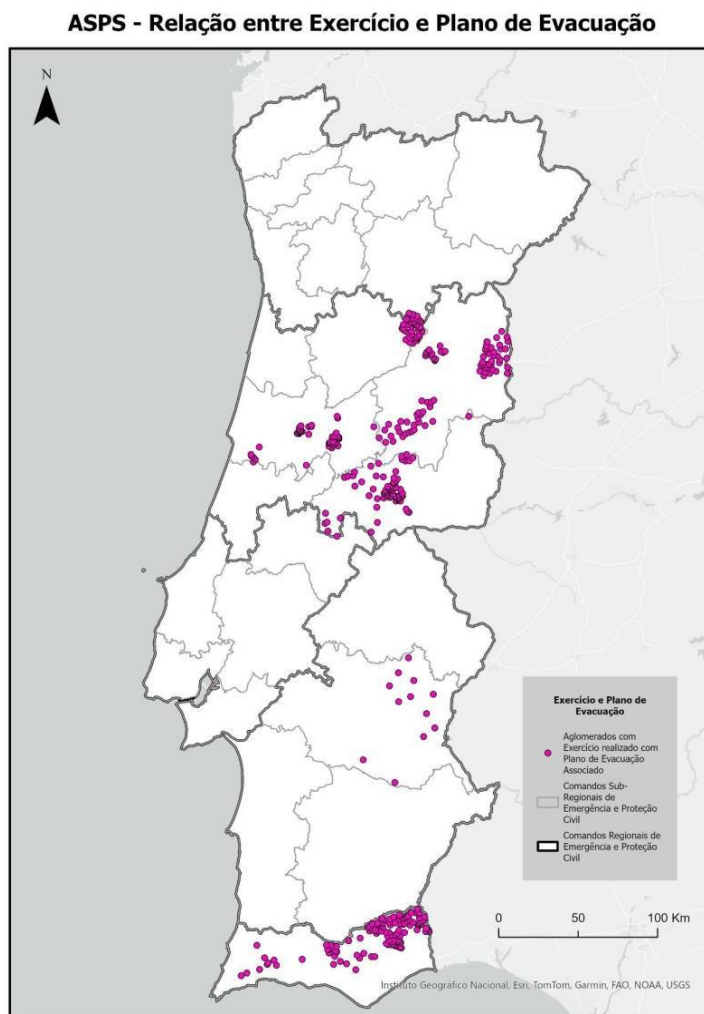 ASPS - Relação entre Exercício e Plano de Evacuação
N
Exercício e Plano de
Evacuação
Aglomerados com
Exercício realizado com
Plano de Evacuação
Associado
Comandos Sub-
Regionais de
Emergência e Proteção
Civil
Comandos Regionais de
Emergência e Proteção
Civil
0 50 100 Km
Instituto Geográfico Nacional, Esri, TomTom, Garmin, FAO, NOAA, USGS